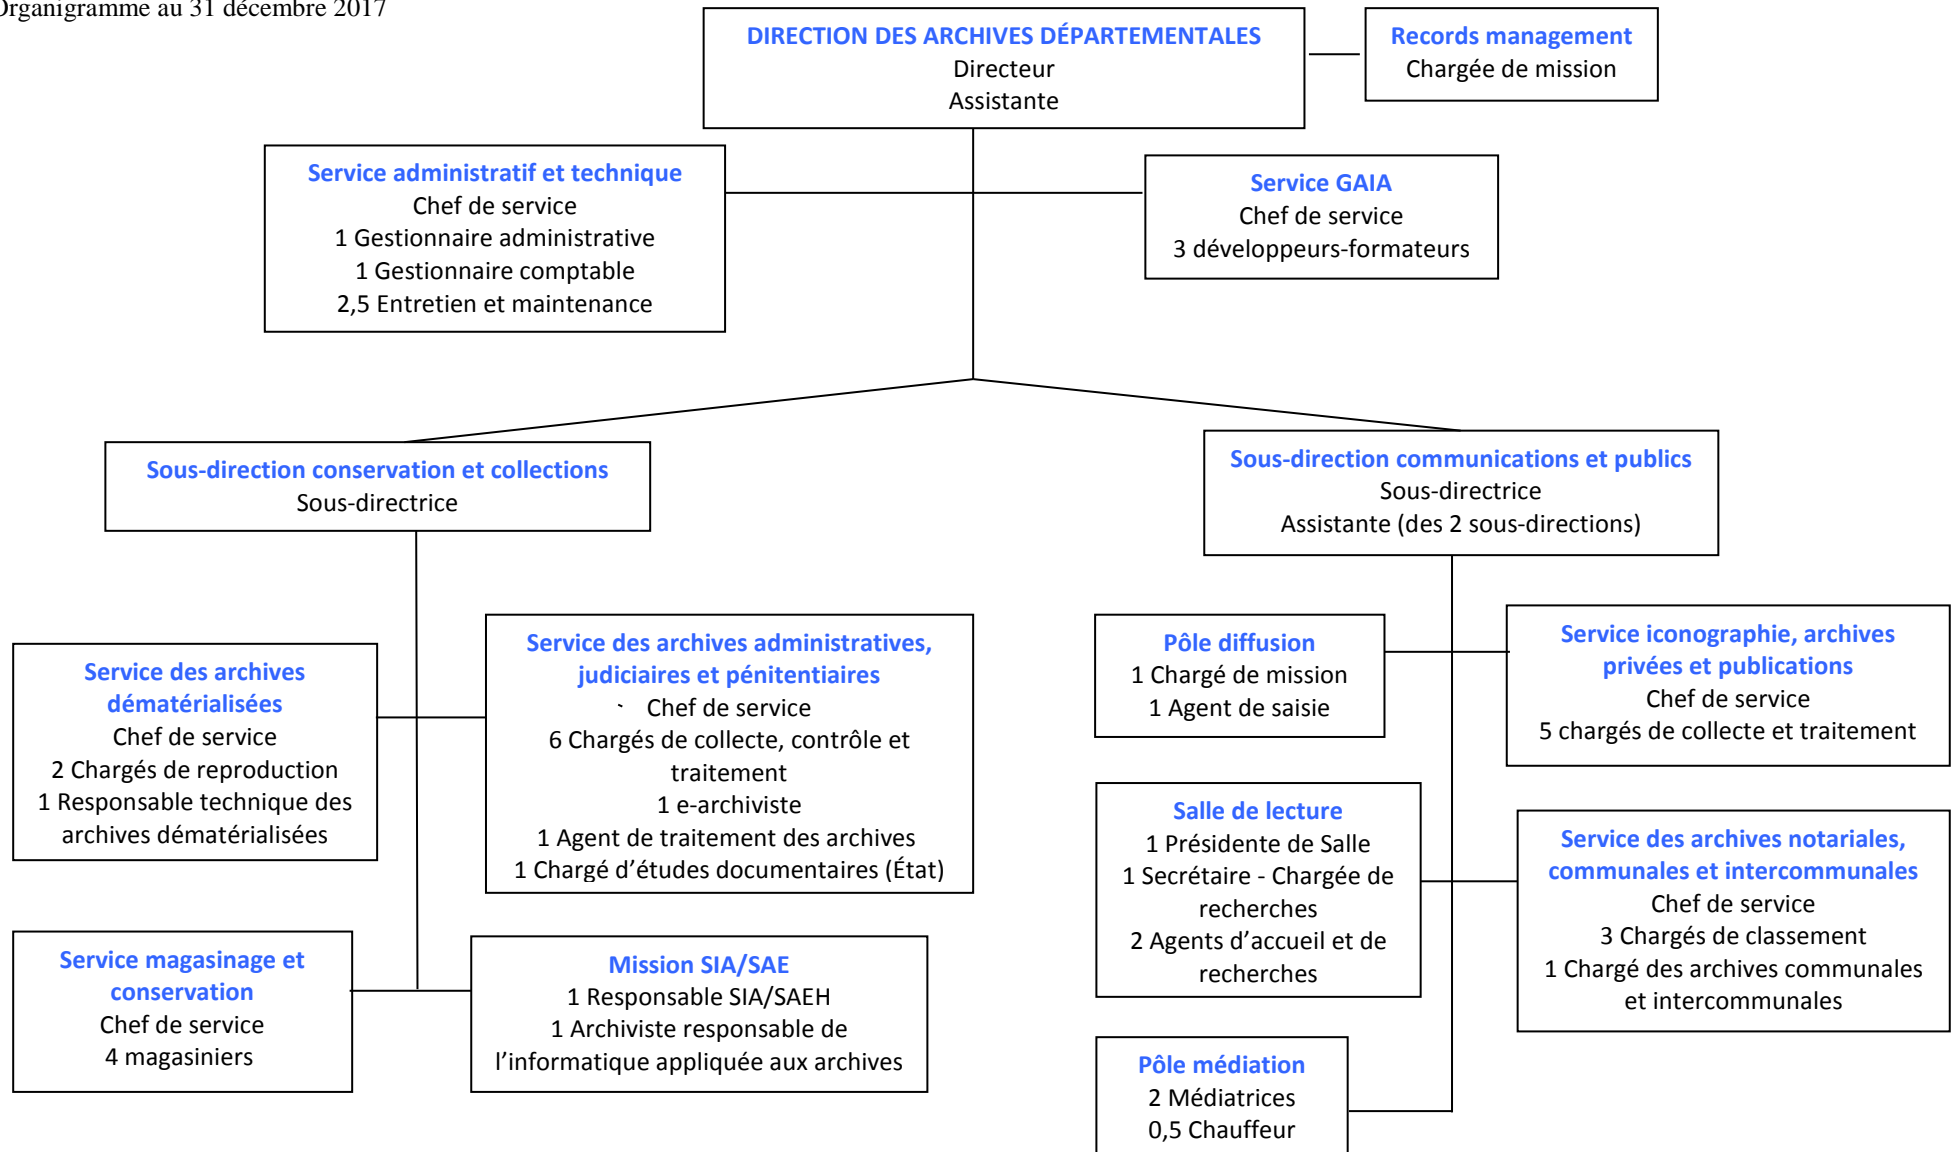 Organigramme au 31 décembre 2017
DIRECTION DES ARCHIVES DÉPARTEMENTALES
Directeur
Assistante
Records management
Chargée de mission
Service administratif et technique
Chef de service
1 Gestionnaire administrative
1 Gestionnaire comptable
2,5 Entretien et maintenance
Service GAIA
Chef de service
3 développeurs-formateurs
Sous-direction conservation et collections
Sous-directrice
Sous-direction communications et publics
Sous-directrice
Assistante (des 2 sous-directions)
Service des archives
dématérialisées
Chef de service
2 Chargés de reproduction
1 Responsable technique des
archives dématérialisées
Service des archives administratives,
judiciaires et pénitentiaires
Chef de service
6 Chargés de collecte, contrôle et
traitement
1 e-archiviste
1 Agent de traitement des archives
1 Chargé d’études documentaires (État)
Service magasinage et
conservation
Chef de service
4 magasiniers
Mission SIA/SAE
1 Responsable SIA/SAEH
1 Archiviste responsable de
l’informatique appliquée aux archives
Pôle diffusion
1 Chargé de mission
1 Agent de saisie
Service iconographie, archives
privées et publications
Chef de service
5 chargés de collecte et traitement
Salle de lecture
1 Présidente de Salle
1 Secrétaire - Chargée de
recherches
2 Agents d’accueil et de
recherches
Service des archives notariales,
communales et intercommunales
Chef de service
3 Chargés de classement
1 Chargé des archives communales
et intercommunales
Pôle médiation
2 Médiatrices
0,5 Chauffeur